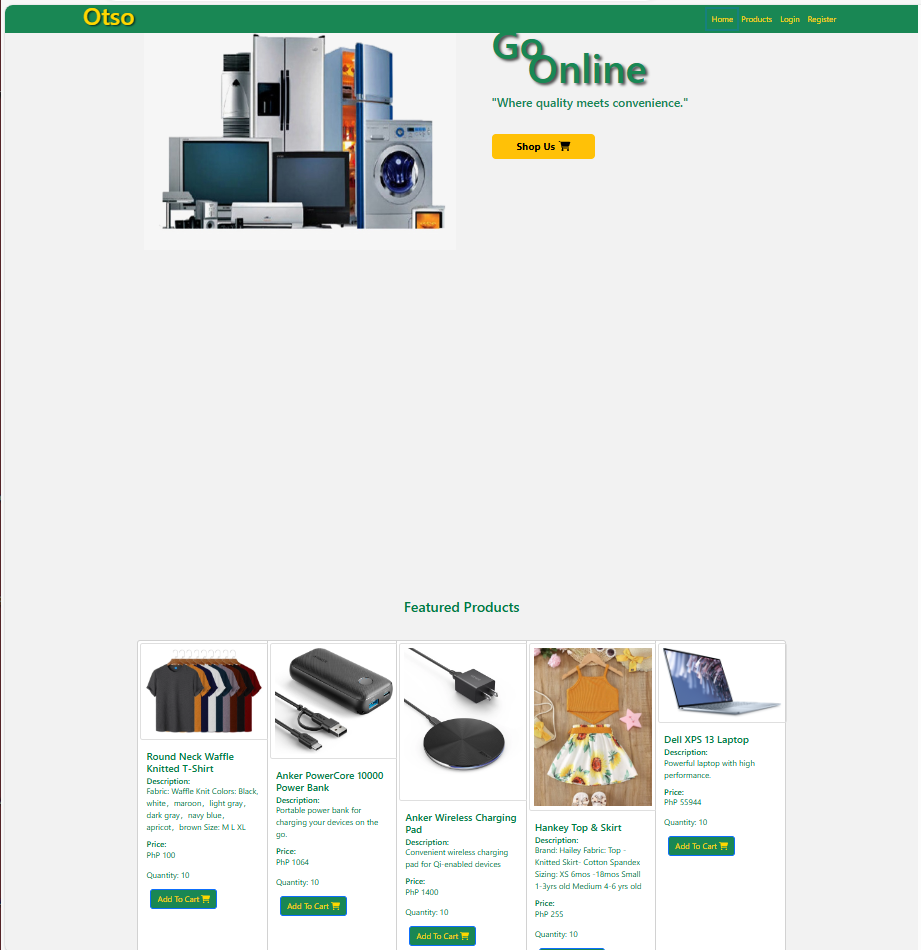 Otso
Home Products Login Register
Go
Online
"Where quality meets convenience."
Shop Us
Featured Products
Round Neck Waffle
Knitted T-Shirt
Description:
Fabric: Waffle Knit Colors: Black,
white, maroon, light gray,
dark gray, navy blue,
apricot, brown Size: M L XL
Price:
PhP 100
Quantity: 10
Add To Cart
Anker PowerCore 10000
Power Bank
Description:
Portable power bank for
charging your devices on the
go.
Price:
PhP 1064
Quantity: 10
Add To Cart
Anker Wireless Charging
Pad
Description:
Convenient wireless charging
pad for Qi-enabled devices
Price:
PhP 1400
Quantity: 10
Add To Cart
Hankey Top & Skirt
Description:
Brand: Hailey Fabric: Top -
Knitted Skirt- Cotton Spandex
Sizing: XS 6mos -18mos Small
1-3yrs old Medium 4-6 yrs old
Price:
PhP 255
Quantity: 10
Dell XPS 13 Laptop
Description:
Powerful laptop with high
performance.
Price:
PhP 55944
Quantity: 10
Add To Cart